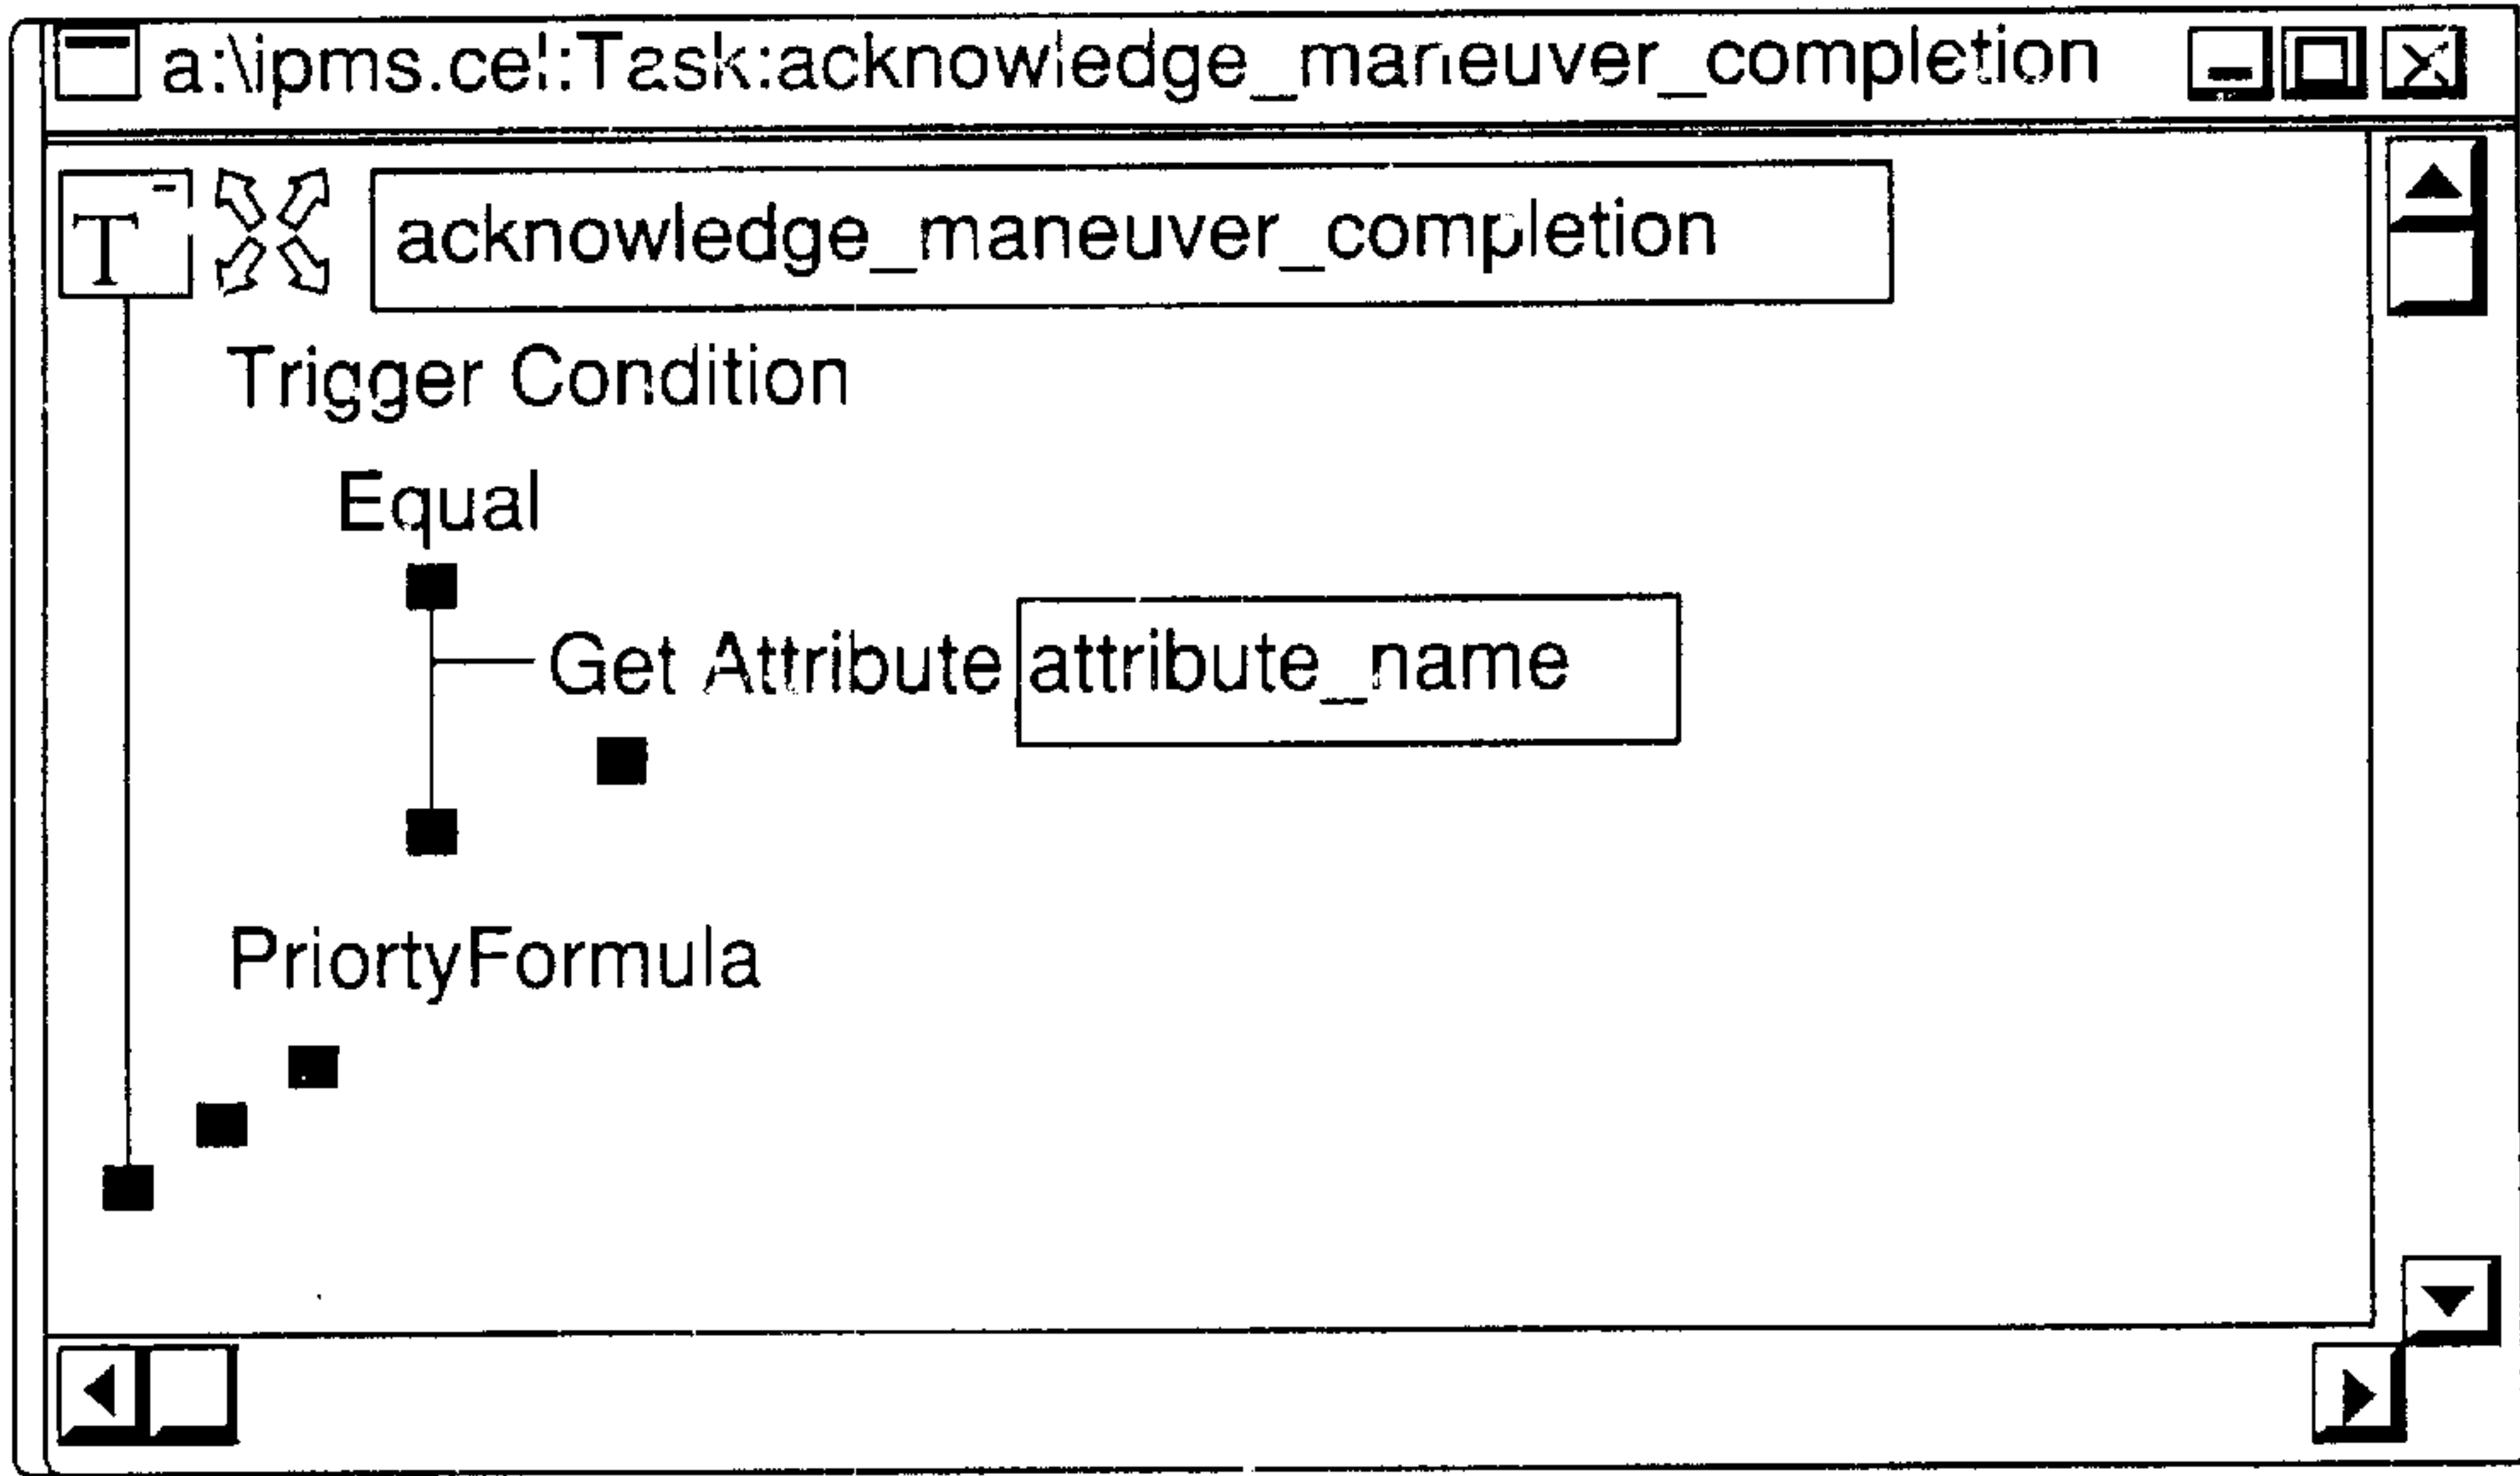 a:\ipms.cel:Task:acknowledge_maneuver_completion
T acknowledge_maneuver_completion
Trigger Condition
Equal
Get Attribute attribute_name
PriortyFormula